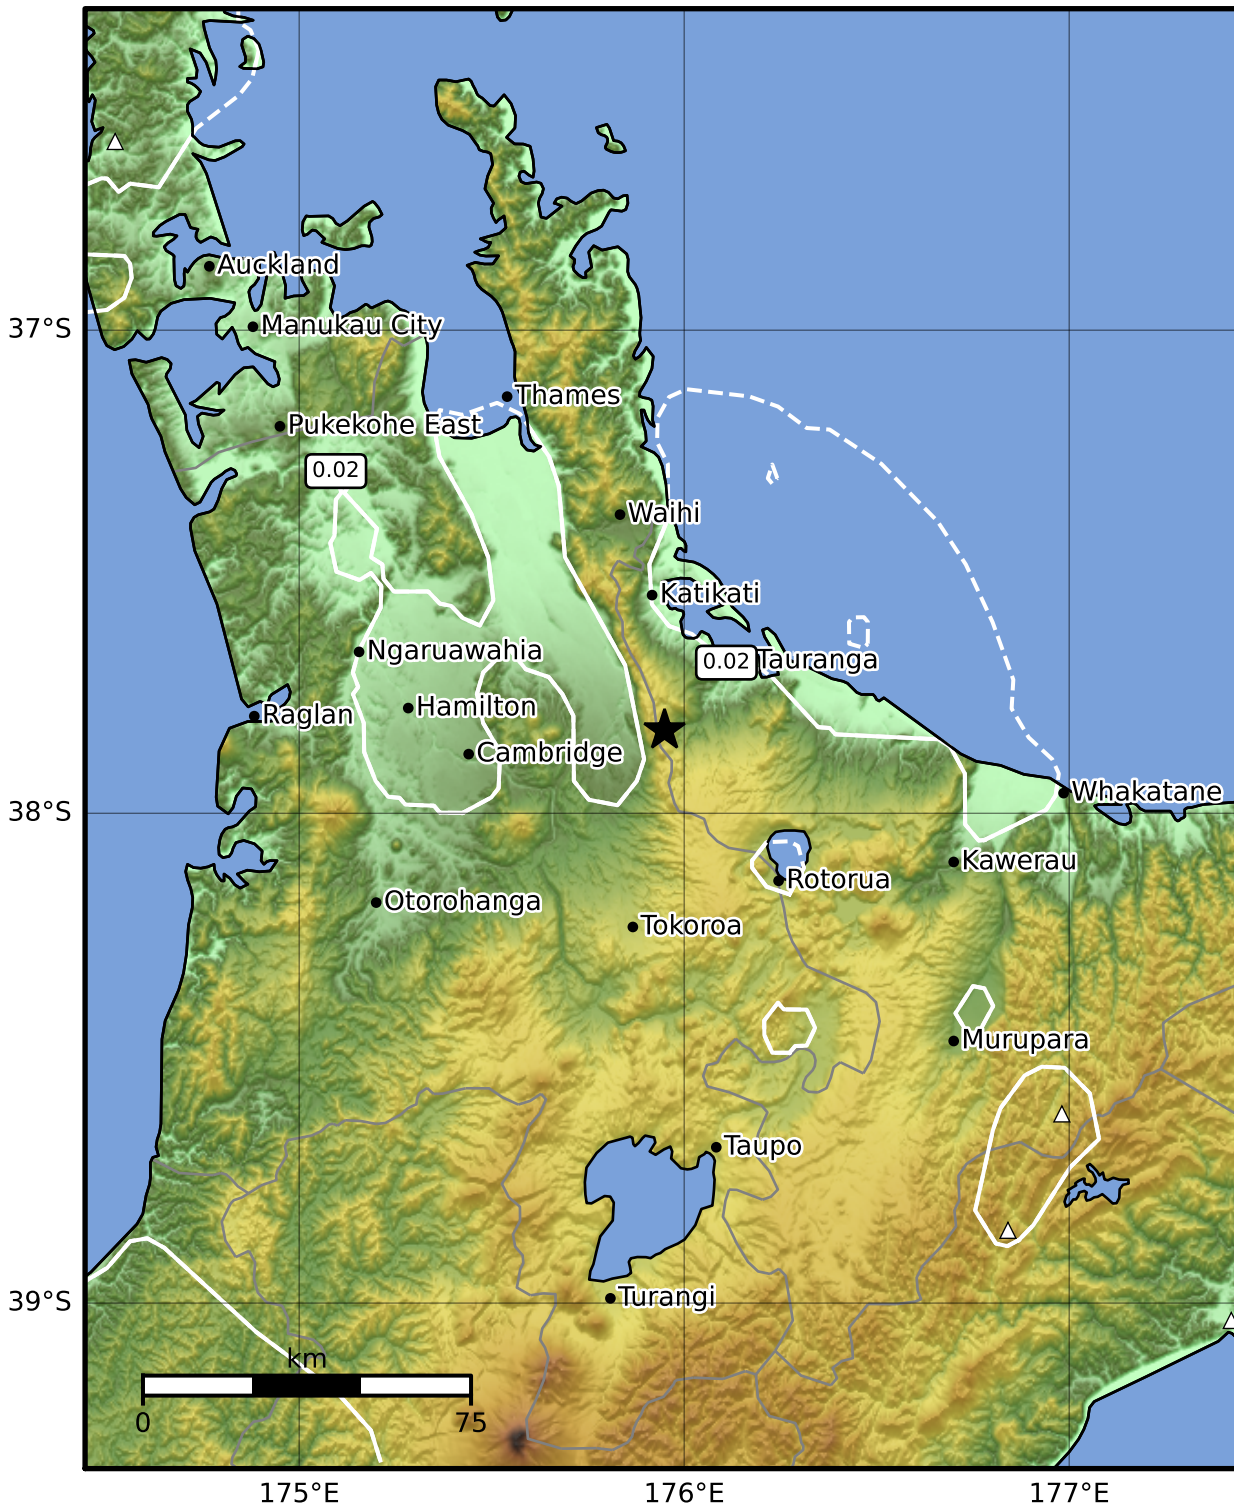 Auckland
37°S
Manukau City
Thames
Pukekohe East
0.02
Waihi
Katikati
Ngaruawahia
0.02
Tauranga
Raglan
Hamilton
Cambridge
Whakatane
38°S
Kawerau
Rotorua
Otorohanga
Tokoroa
Murupara
Taupo
Turangi
39°S
km
0
75
175°E
176°E
177°E